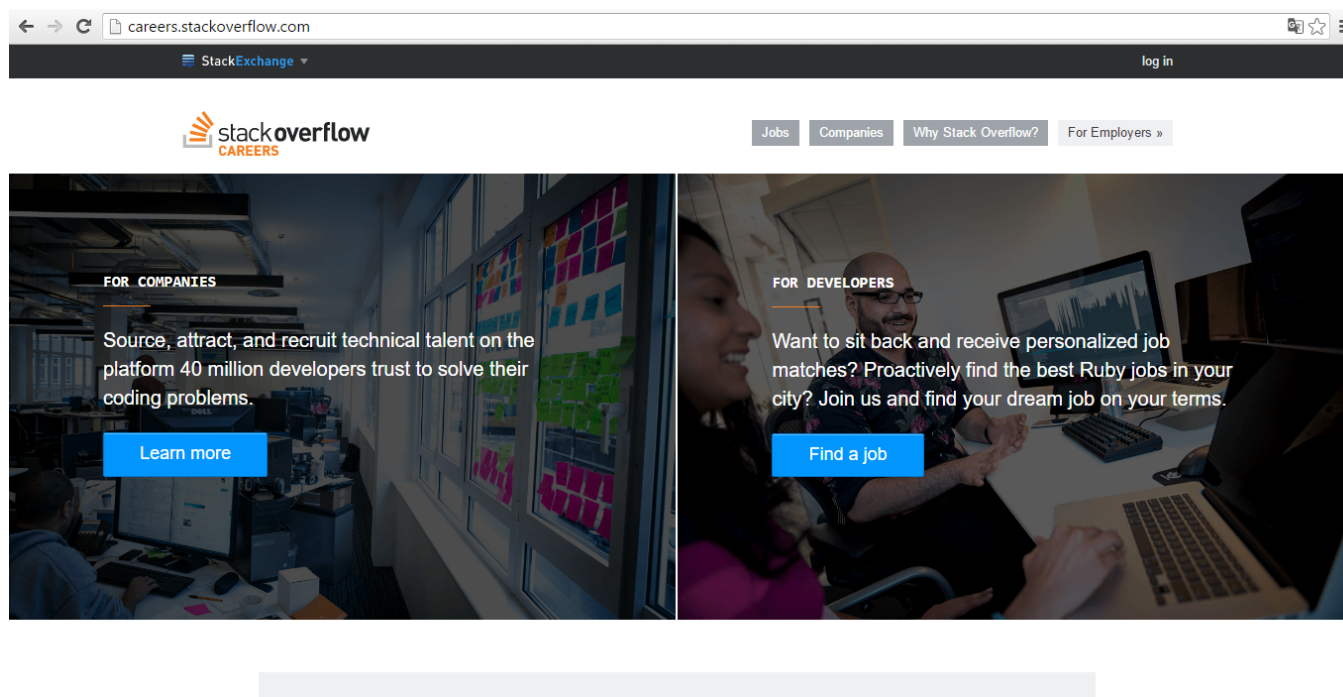 careers.stackoverflow.com
StackExchange
log in
stackoverflow
CAREERS
Jobs
Companies
Why Stack Overflow?
For Employers »
FOR COMPANIES
Source, attract, and recruit technical talent on the
platform 40 million developers trust to solve their
coding problems.
DELL
Learn more
FOR DEVELOPERS
Want to sit back and receive personalized job
matches? Proactively find the best Ruby jobs in your
city? Join us and find your dream job on your terms.
Find a job